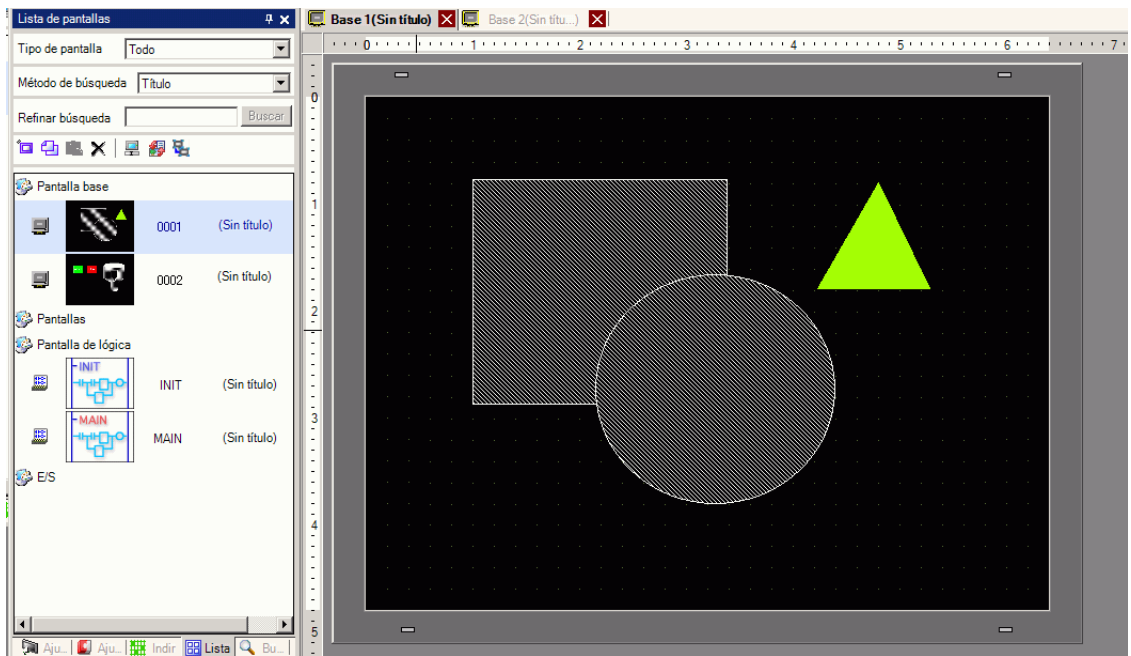 Lista de pantallas
Tipo de pantalla Todo
Método de búsqueda Título
Refinar búsqueda Buscar
Pantalla base
0001 (Sin título)
0002 (Sin título)
Pantallas
Pantalla de lógica
INIT INIT (Sin título)
MAIN MAIN (Sin título)
E/S
Aju... Aju... Indir Lista Bu...
Base 1(Sin título) Base 2(Sin títu...)
0 1 2 3 4 5 6 7
0
1
2
3
4
5